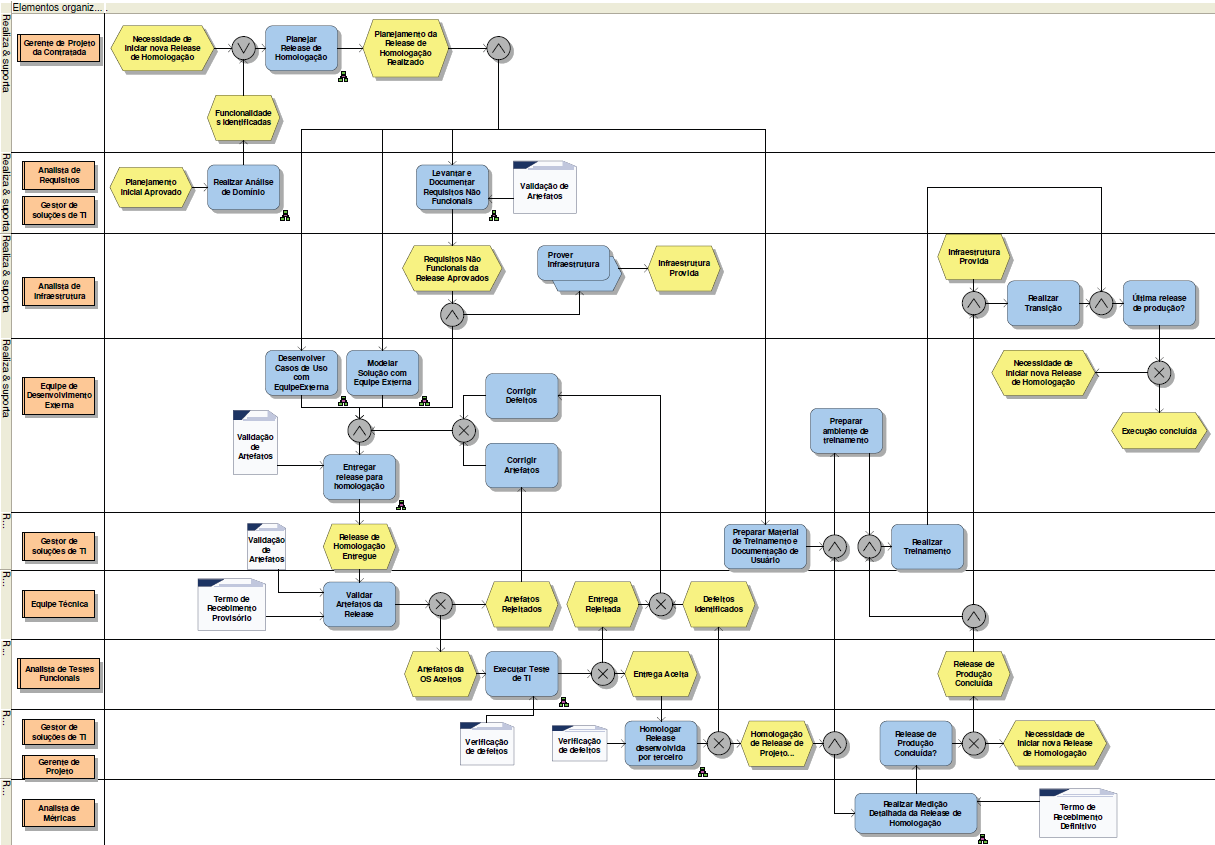 Elementos organiz... .
Realiza & suporta
Gerente de Projeto
da Contratada
Necessidade de
Iniciar nova Release
de Homologação
Planejar
Release de
Homologação
Planejamento da
Release de
Homologação
Realizado
Funcionalidade
s Identificadas
Realiza & suporta
Analista de
Requisitos
Gestor de
soluções de TI
Planejamento
Inicial Aprovado
Realizar Análise
de Domínio
Levantar e
Documentar
Requisitos Não
Funcionais
Validação de
Artefatos
Realiza & suporta
Analista de
Infraestrutura
Requisitos Não
Funcionais da
Release Aprovados
Prover
Infraestrutura
Infraestrutura
Provida
Infraestrutura
Provida
Realizar
Transição
Última release
de produção?
Realiza & suporta
Equipe de
Desenvolvimento
Externa
Desenvolver
Casos de Uso
com
EquipeExterna
Modelar
Solução com
Equipe Externa
Corrigir
Defeitos
Necessidade de
Iniciar nova Release
de Homologação
Validação
de
Artefatos
Entregar
release para
homologação
Corrigir
Artefatos
Preparar
ambiente de
treinamento
Execução concluída
R...
Gestor de
soluções de TI
Validação
de
Artefatos
Release de
Homologação
Entregue
Preparar Material
de Treinamento e
Documentação de
Usuário
Realizar
Treinamento
R...
Equipe Técnica
Termo de
Recebimento
Provisório
Validar
Artefatos da
Release
Artefatos
Rejeitados
Entrega
Rejeitada
Defeitos
Identificados
R...
Analista de Testes
Funcionais
Artefatos da
OS Aceitos
Executar Teste
de TI
Entrega Aceita
Release de
Produção
Concluída
R...
Gestor de
soluções de TI
Gerente de
Projeto
Verificação
de defeitos
Verificação
de defeitos
Homologar
Release
desenvolvida
por terceiro
Homologação
de Release de
Projeto...
Release de
Produção
Concluída?
Necessidade de
Iniciar nova Release
de Homologação
R...
Analista de
Métricas
Realizar Medição
Detalhada da Release de
Homologação
Termo de
Recebimento
Definitivo